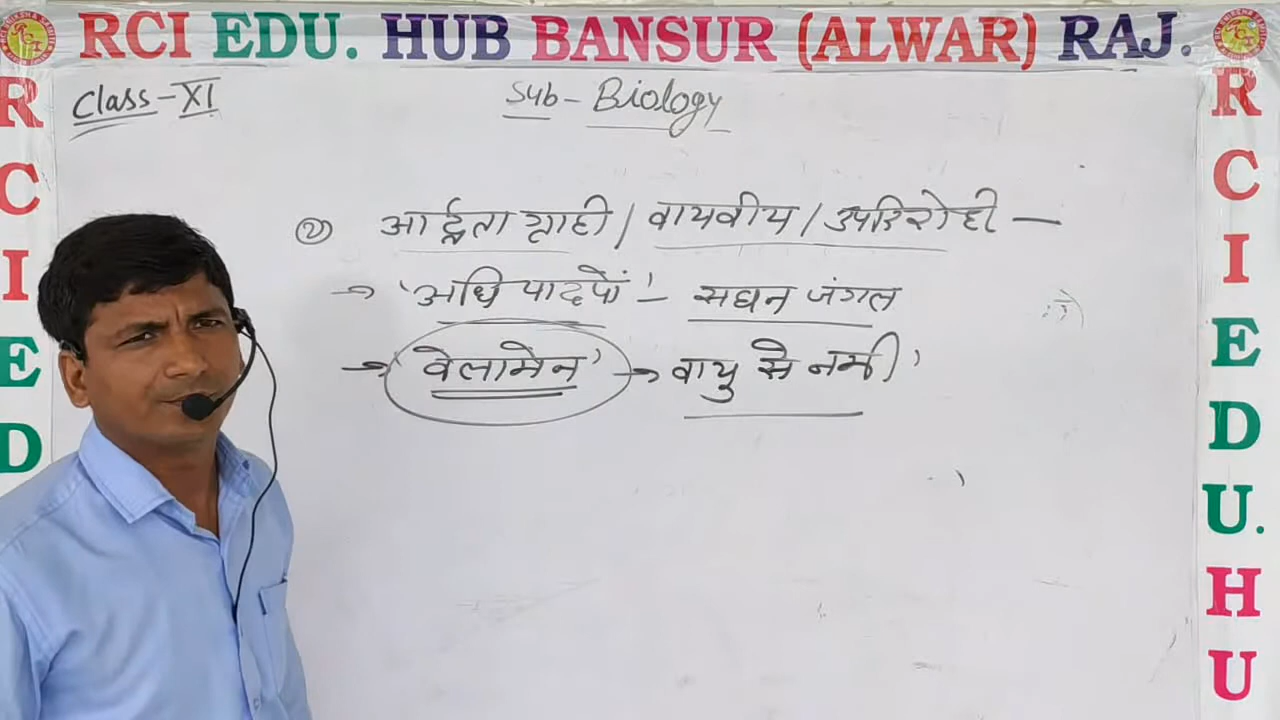 RCI EDU. HUB BANSUR (ALWAR) RAJ.
Class-XI
Sub- Biology
(२) आर्द्रता ग्राही / वायवीय / उपरिरोही —
→ 'अधि पादपों' - सघन जंगल
→ 'वेलामेन' → वायु से नमी'
R
C
I
E
D
R
C
I
E
D
U.
H
U